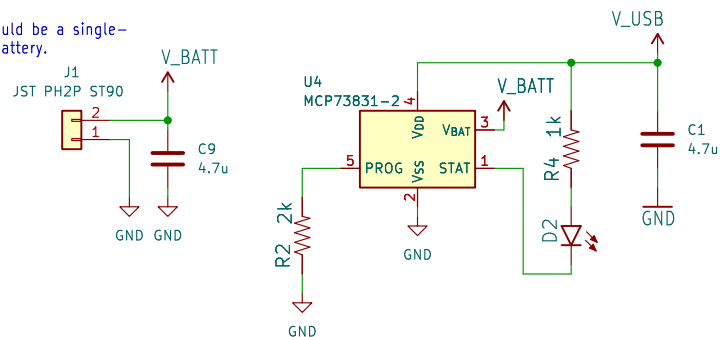 uld be a single-
attery.
J1
JST PH2P ST90
2
1
V_BATT
C9
4.7u
GND
GND
U4
MCP73831-2
4
VDD
V_BATT
3
VBAT
5
PROG
STAT
1
VSS
2
GND
R2
2k
GND
V_USB
R4
1k
D2
C1
4.7u
GND